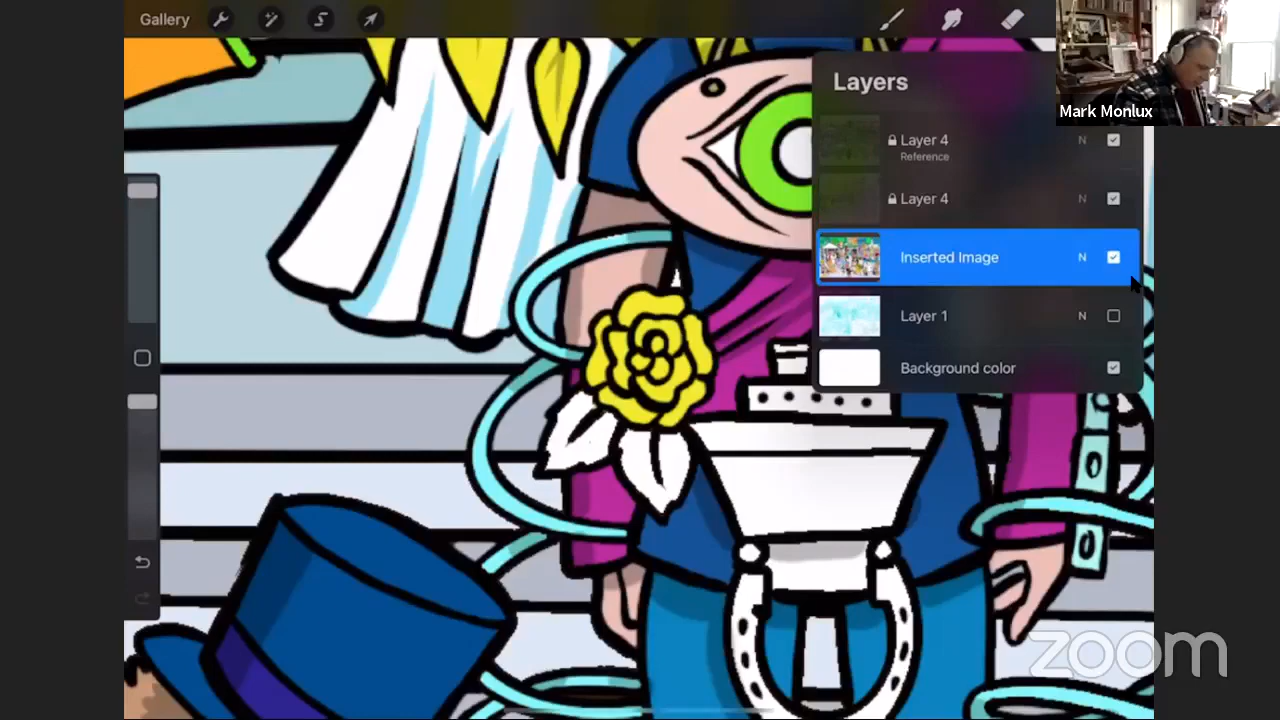 Gallery
Layers
Layer 4 N
Reference
Layer 4 N
Inserted Image N
Layer 1 N
Background color
Mark Monlux
zoom